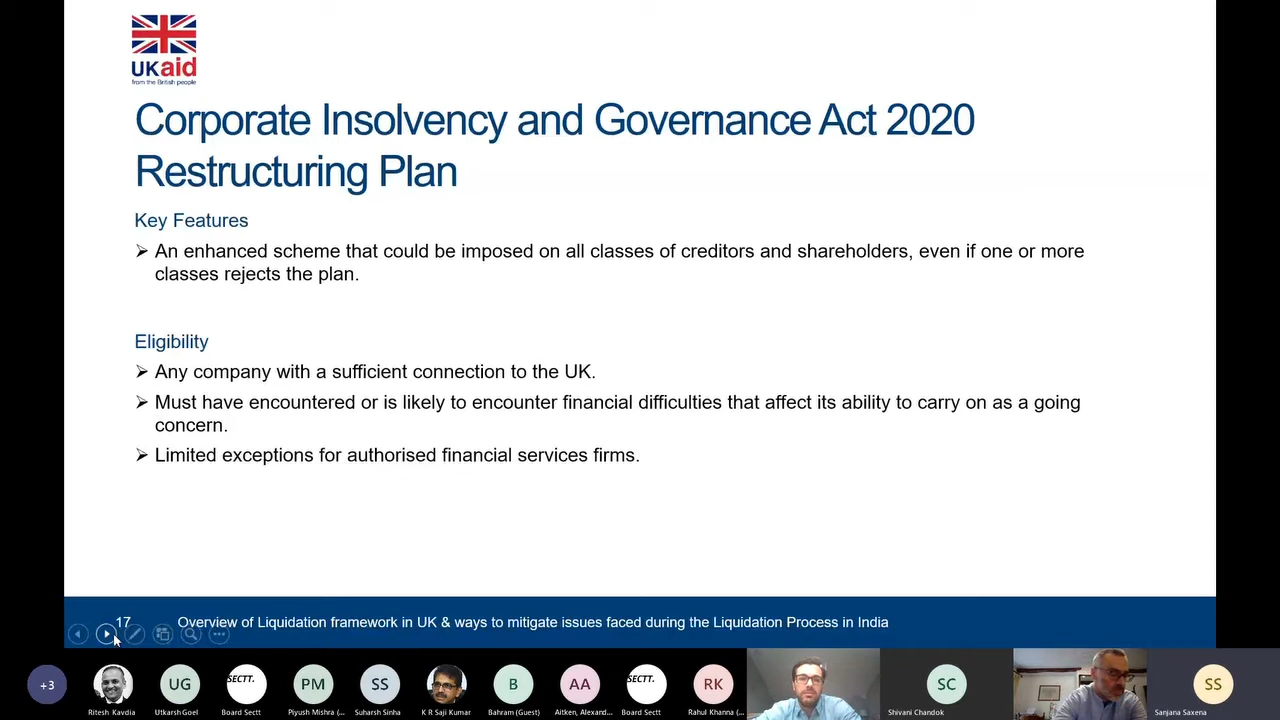 UKaid
from the British people
Corporate Insolvency and Governance Act 2020
Restructuring Plan
Key Features
➢ An enhanced scheme that could be imposed on all classes of creditors and shareholders, even if one or more
classes rejects the plan.
Eligibility
➢ Any company with a sufficient connection to the UK.
➢ Must have encountered or is likely to encounter financial difficulties that affect its ability to carry on as a going
concern.
➢ Limited exceptions for authorised financial services firms.
17 Overview of Liquidation framework in UK & ways to mitigate issues faced during the Liquidation Process in India
+3 UG SECTT. PM SS B AA SECTT. RK SC SS
Ritesh Kavdia Utkarsh Goel Board Sectt Piyush Mishra (... Suharsh Sinha K R Saji Kumar Bahram (Guest) Aitken, Alexand... Board Sectt Rahul Khanna (... Shivani Chandok Sanjana Saxena